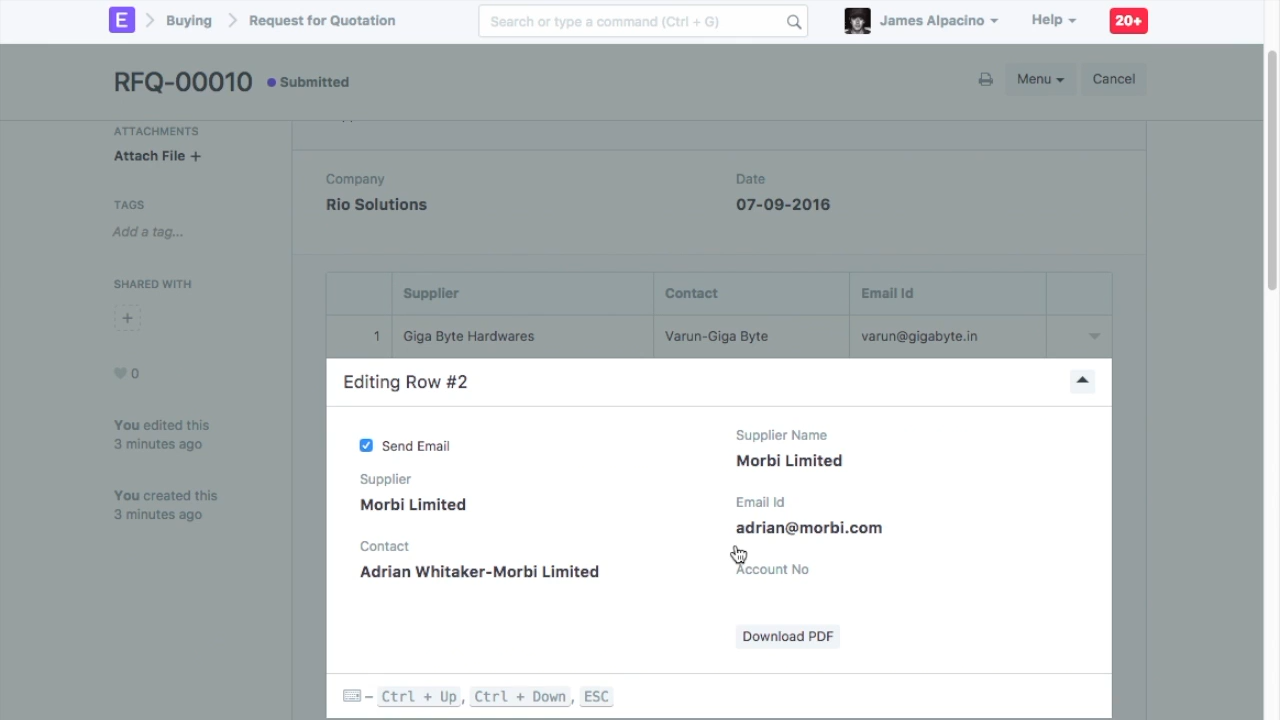 E Buying Request for Quotation Search or type a command (Ctrl + G) James Alpacino Help 20+
RFQ-00010 Submitted Menu Cancel
ATTACHMENTS
Attach File +
TAGS
Add a tag...
SHARED WITH
+
0
You edited this
3 minutes ago
You created this
3 minutes ago
Company Date
Rio Solutions 07-09-2016
Supplier Contact Email Id
1 Giga Byte Hardwares Varun-Giga Byte varun@gigabyte.in
Editing Row #2
Send Email
Supplier
Morbi Limited
Contact
Adrian Whitaker-Morbi Limited
Supplier Name
Morbi Limited
Email Id
adrian@morbi.com
Account No
Download PDF
– Ctrl + Up, Ctrl + Down, ESC